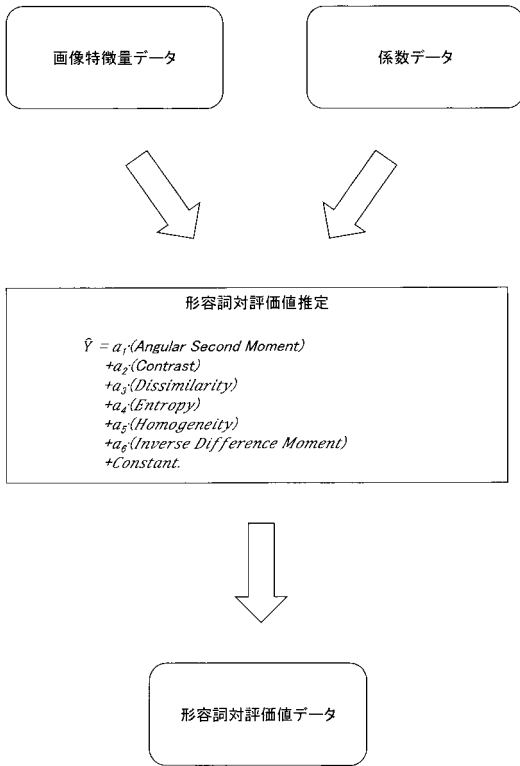 画像特徴量データ
係数データ
形容詞対評価値推定
Ŷ = a₁·(Angular Second Moment)
+a₂·(Contrast)
+a₃·(Dissimilarity)
+a₄·(Entropy)
+a₅·(Homogeneity)
+a₆·(Inverse Difference Moment)
+Constant.
形容詞対評価値データ